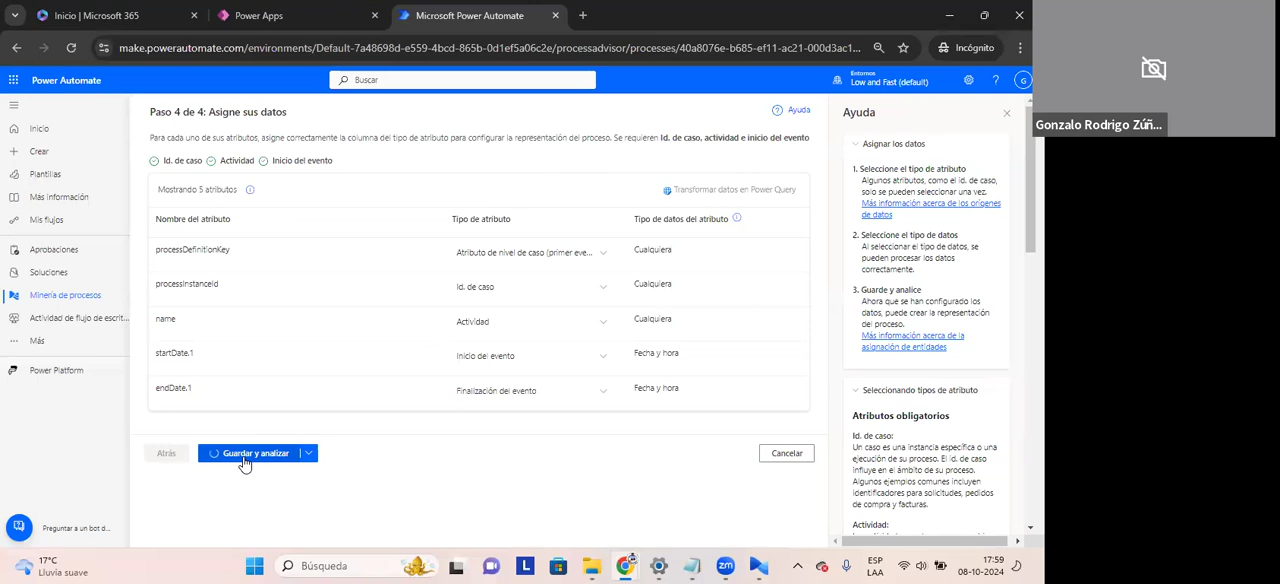 Inicio | Microsoft 365
Power Apps
Microsoft Power Automate
make.powerautomate.com/environments/Default-7a48698d-e559-4bcd-865b-0d1ef5a06c2e/processadvisor/processes/40a8076e-b685-ef11-ac21-000d3ac1...
Incógnito
Gonzalo Rodrigo Zúñ...
Power Automate
Buscar
Entornos
Low and Fast (default)
G
Inicio
Crear
Plantillas
Más información
Mis flujos
Aprobaciones
Soluciones
Minería de procesos
Actividad de flujo de escrit...
Más
Power Platform
Preguntar a un bot d...
Paso 4 de 4: Asigne sus datos
Ayuda
Para cada uno de sus atributos, asigne correctamente la columna del tipo de atributo para configurar la representación del proceso. Se requieren Id. de caso, actividad e inicio del evento
Id. de caso
Actividad
Inicio del evento
Mostrando 5 atributos
Transformar datos en Power Query
Nombre del atributo
Tipo de atributo
Tipo de datos del atributo
processDefinitionKey
Atributo de nivel de caso (primer eve...
Cualquiera
processInstanceId
Id. de caso
Cualquiera
name
Actividad
Cualquiera
startDate.1
Inicio del evento
Fecha y hora
endDate.1
Finalización del evento
Fecha y hora
Atrás
Guardar y analizar
Cancelar
Ayuda
Asignar los datos
1. Seleccione el tipo de atributo
Algunos atributos, como el id. de caso,
solo se pueden seleccionar una vez.
Más información acerca de los orígenes
de datos
2. Seleccione el tipo de datos
Al seleccionar el tipo de datos, se
pueden procesar los datos
correctamente.
3. Guarde y analice
Ahora que se han configurado los
datos, puede crear la representación
del proceso.
Más información acerca de la
asignación de entidades
Seleccionando tipos de atributo
Atributos obligatorios
Id. de caso:
Un caso es una instancia específica o una
ejecución de su proceso. El id. de caso
influye en el ámbito de su proceso.
Algunos ejemplos comunes incluyen
identificadores para solicitudes, pedidos
de compra y facturas.
Actividad:
17°C
Lluvia suave
Búsqueda
L
zm
ESP
LAA
17:59
08-10-2024